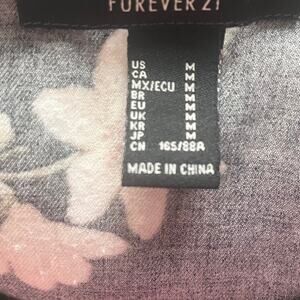 FOREVER 21
US M
CA M
MX/ECU M
BR M
EU M
UK M
KR M
JP M
CN 165/88A
MADE IN CHINA